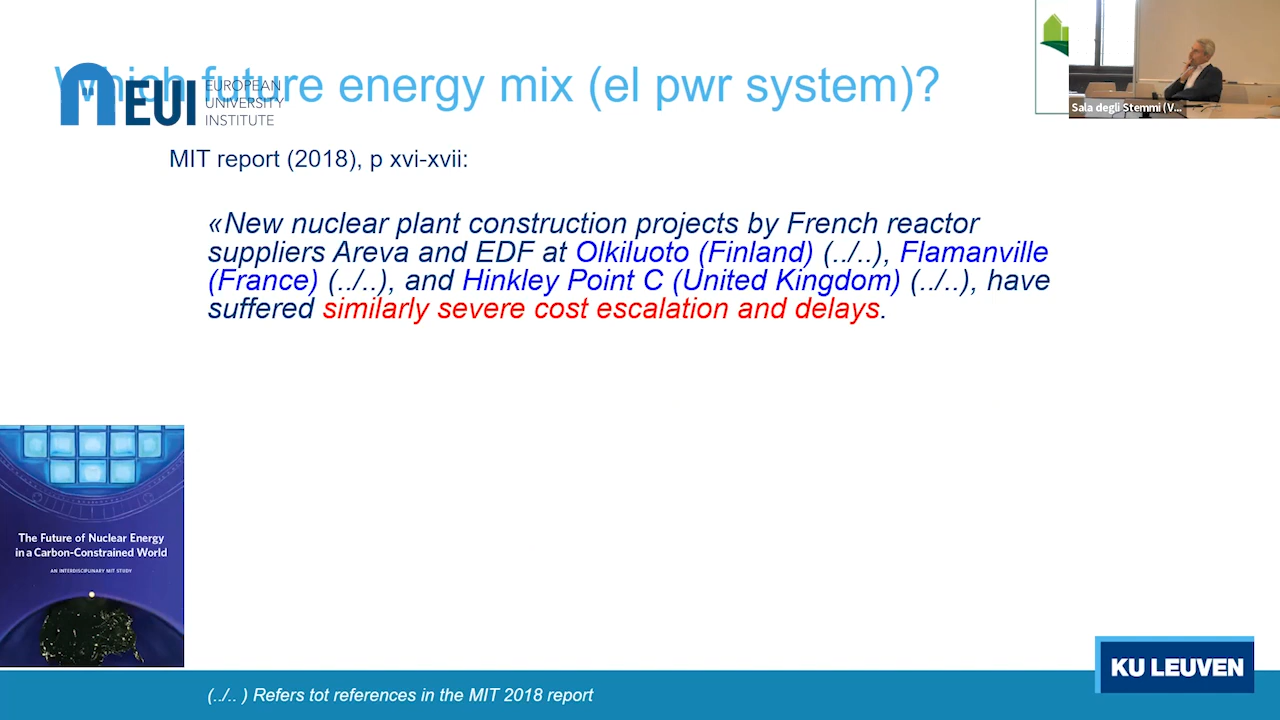 Which future energy mix (el pwr system)?
EUI
EUROPEAN
UNIVERSITY
INSTITUTE
Sala degli Stemmi (V...
MIT report (2018), p xvi-xvii:
«New nuclear plant construction projects by French reactor
suppliers Areva and EDF at Olkiluoto (Finland) (../..), Flamanville
(France) (../..), and Hinkley Point C (United Kingdom) (../..), have
suffered similarly severe cost escalation and delays.
The Future of Nuclear Energy
in a Carbon-Constrained World
AN INTERDISCIPLINARY MIT STUDY
KU LEUVEN
(../.. ) Refers tot references in the MIT 2018 report